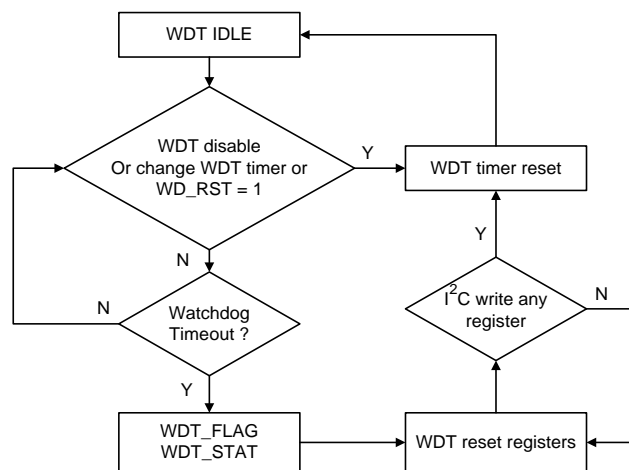 WDT IDLE
WDT disable
Or change WDT timer or
WD_RST = 1
Y
WDT timer reset
N
Y
Watchdog
Timeout ?
N
I²C write any
register
N
Y
WDT_FLAG
WDT_STAT
WDT reset registers